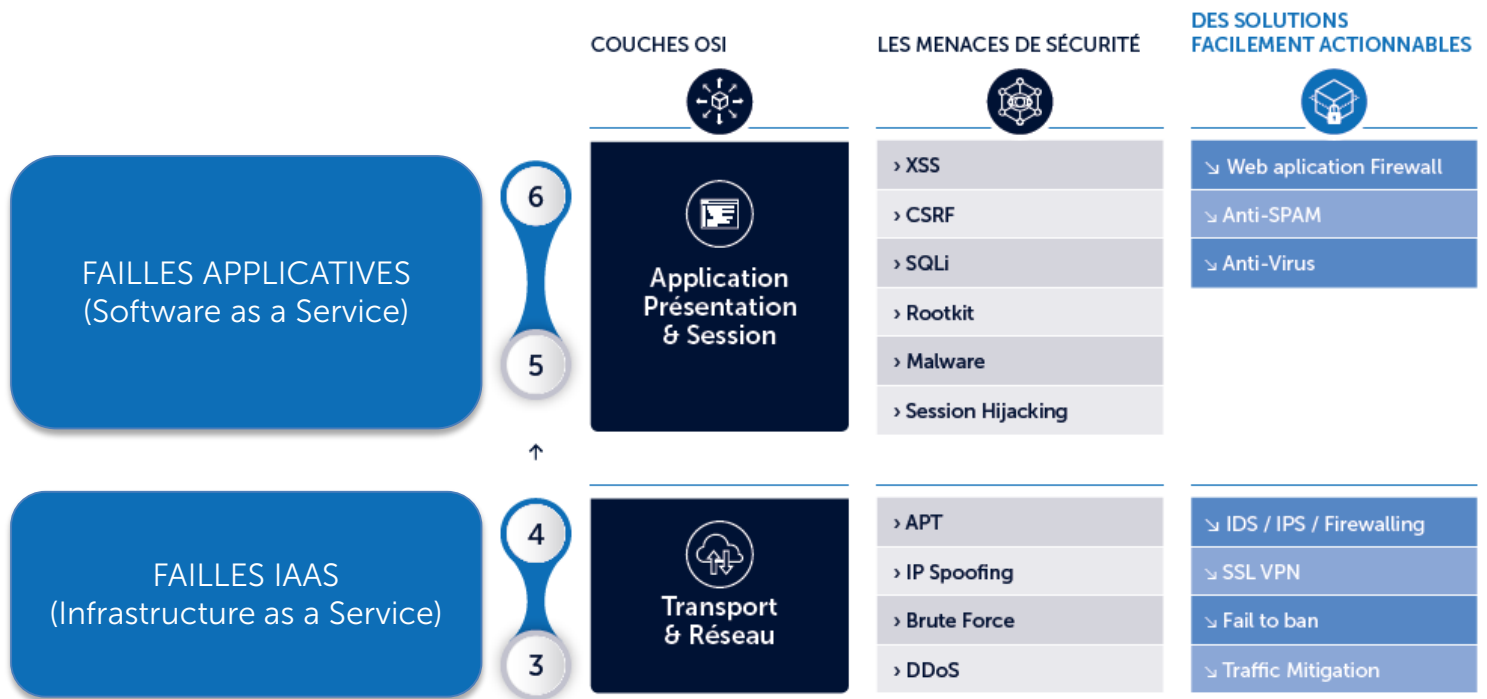 COUCHES OSI
LES MENACES DE SÉCURITÉ
DES SOLUTIONS
FACILEMENT ACTIONNABLES
FAILLES APPLICATIVES
(Software as a Service)
6
5
Application
Présentation
& Session
› XSS
› CSRF
› SQLi
› Rootkit
› Malware
› Session Hijacking
↘ Web aplication Firewall
↘ Anti-SPAM
↘ Anti-Virus
↑
FAILLES IAAS
(Infrastructure as a Service)
4
3
Transport
& Réseau
› APT
› IP Spoofing
› Brute Force
› DDoS
↘ IDS / IPS / Firewalling
↘ SSL VPN
↘ Fail to ban
↘ Traffic Mitigation